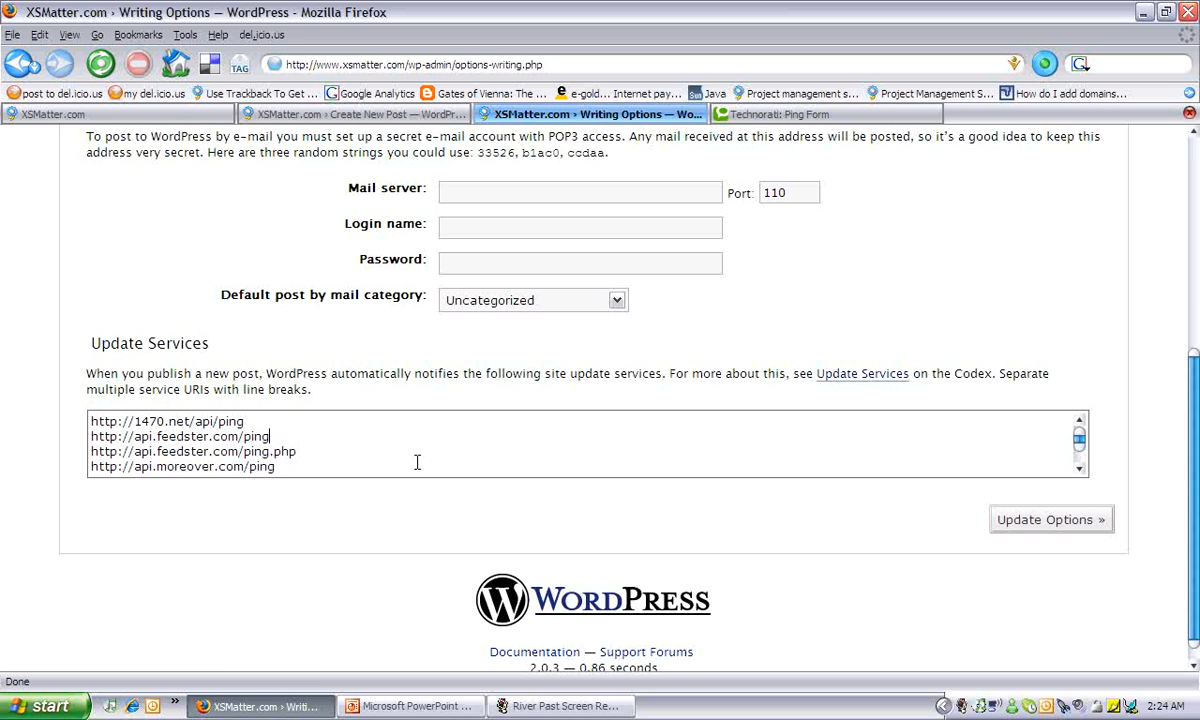 XSMatter.com › Writing Options — WordPress - Mozilla Firefox
File Edit View Go Bookmarks Tools Help del.icio.us
TAG http://www.xsmatter.com/wp-admin/options-writing.php
post to del.icio.us my del.icio.us Use Trackback To Get ... Google Analytics Gates of Vienna: The ... e-gold... Internet pay... Java Project management s... Project Management S... How do I add domains...
XSMatter.com XSMatter.com › Create New Post — WordPr... XSMatter.com › Writing Options — Wo... Technorati: Ping Form
To post to WordPress by e-mail you must set up a secret e-mail account with POP3 access. Any mail received at this address will be posted, so it's a good idea to keep this
address very secret. Here are three random strings you could use: 33526, b1ac0, ccdaa.
Mail server: Port: 110
Login name:
Password:
Default post by mail category: Uncategorized
Update Services
When you publish a new post, WordPress automatically notifies the following site update services. For more about this, see Update Services on the Codex. Separate
multiple service URIs with line breaks.
http://1470.net/api/ping
http://api.feedster.com/ping
http://api.feedster.com/ping.php
http://api.moreover.com/ping
Update Options »
WORDPRESS
Documentation — Support Forums
2.0.3 — 0.86 seconds
Done
start XSMatter.com › Writi... Microsoft PowerPoint ... River Past Screen Re... 2:24 AM